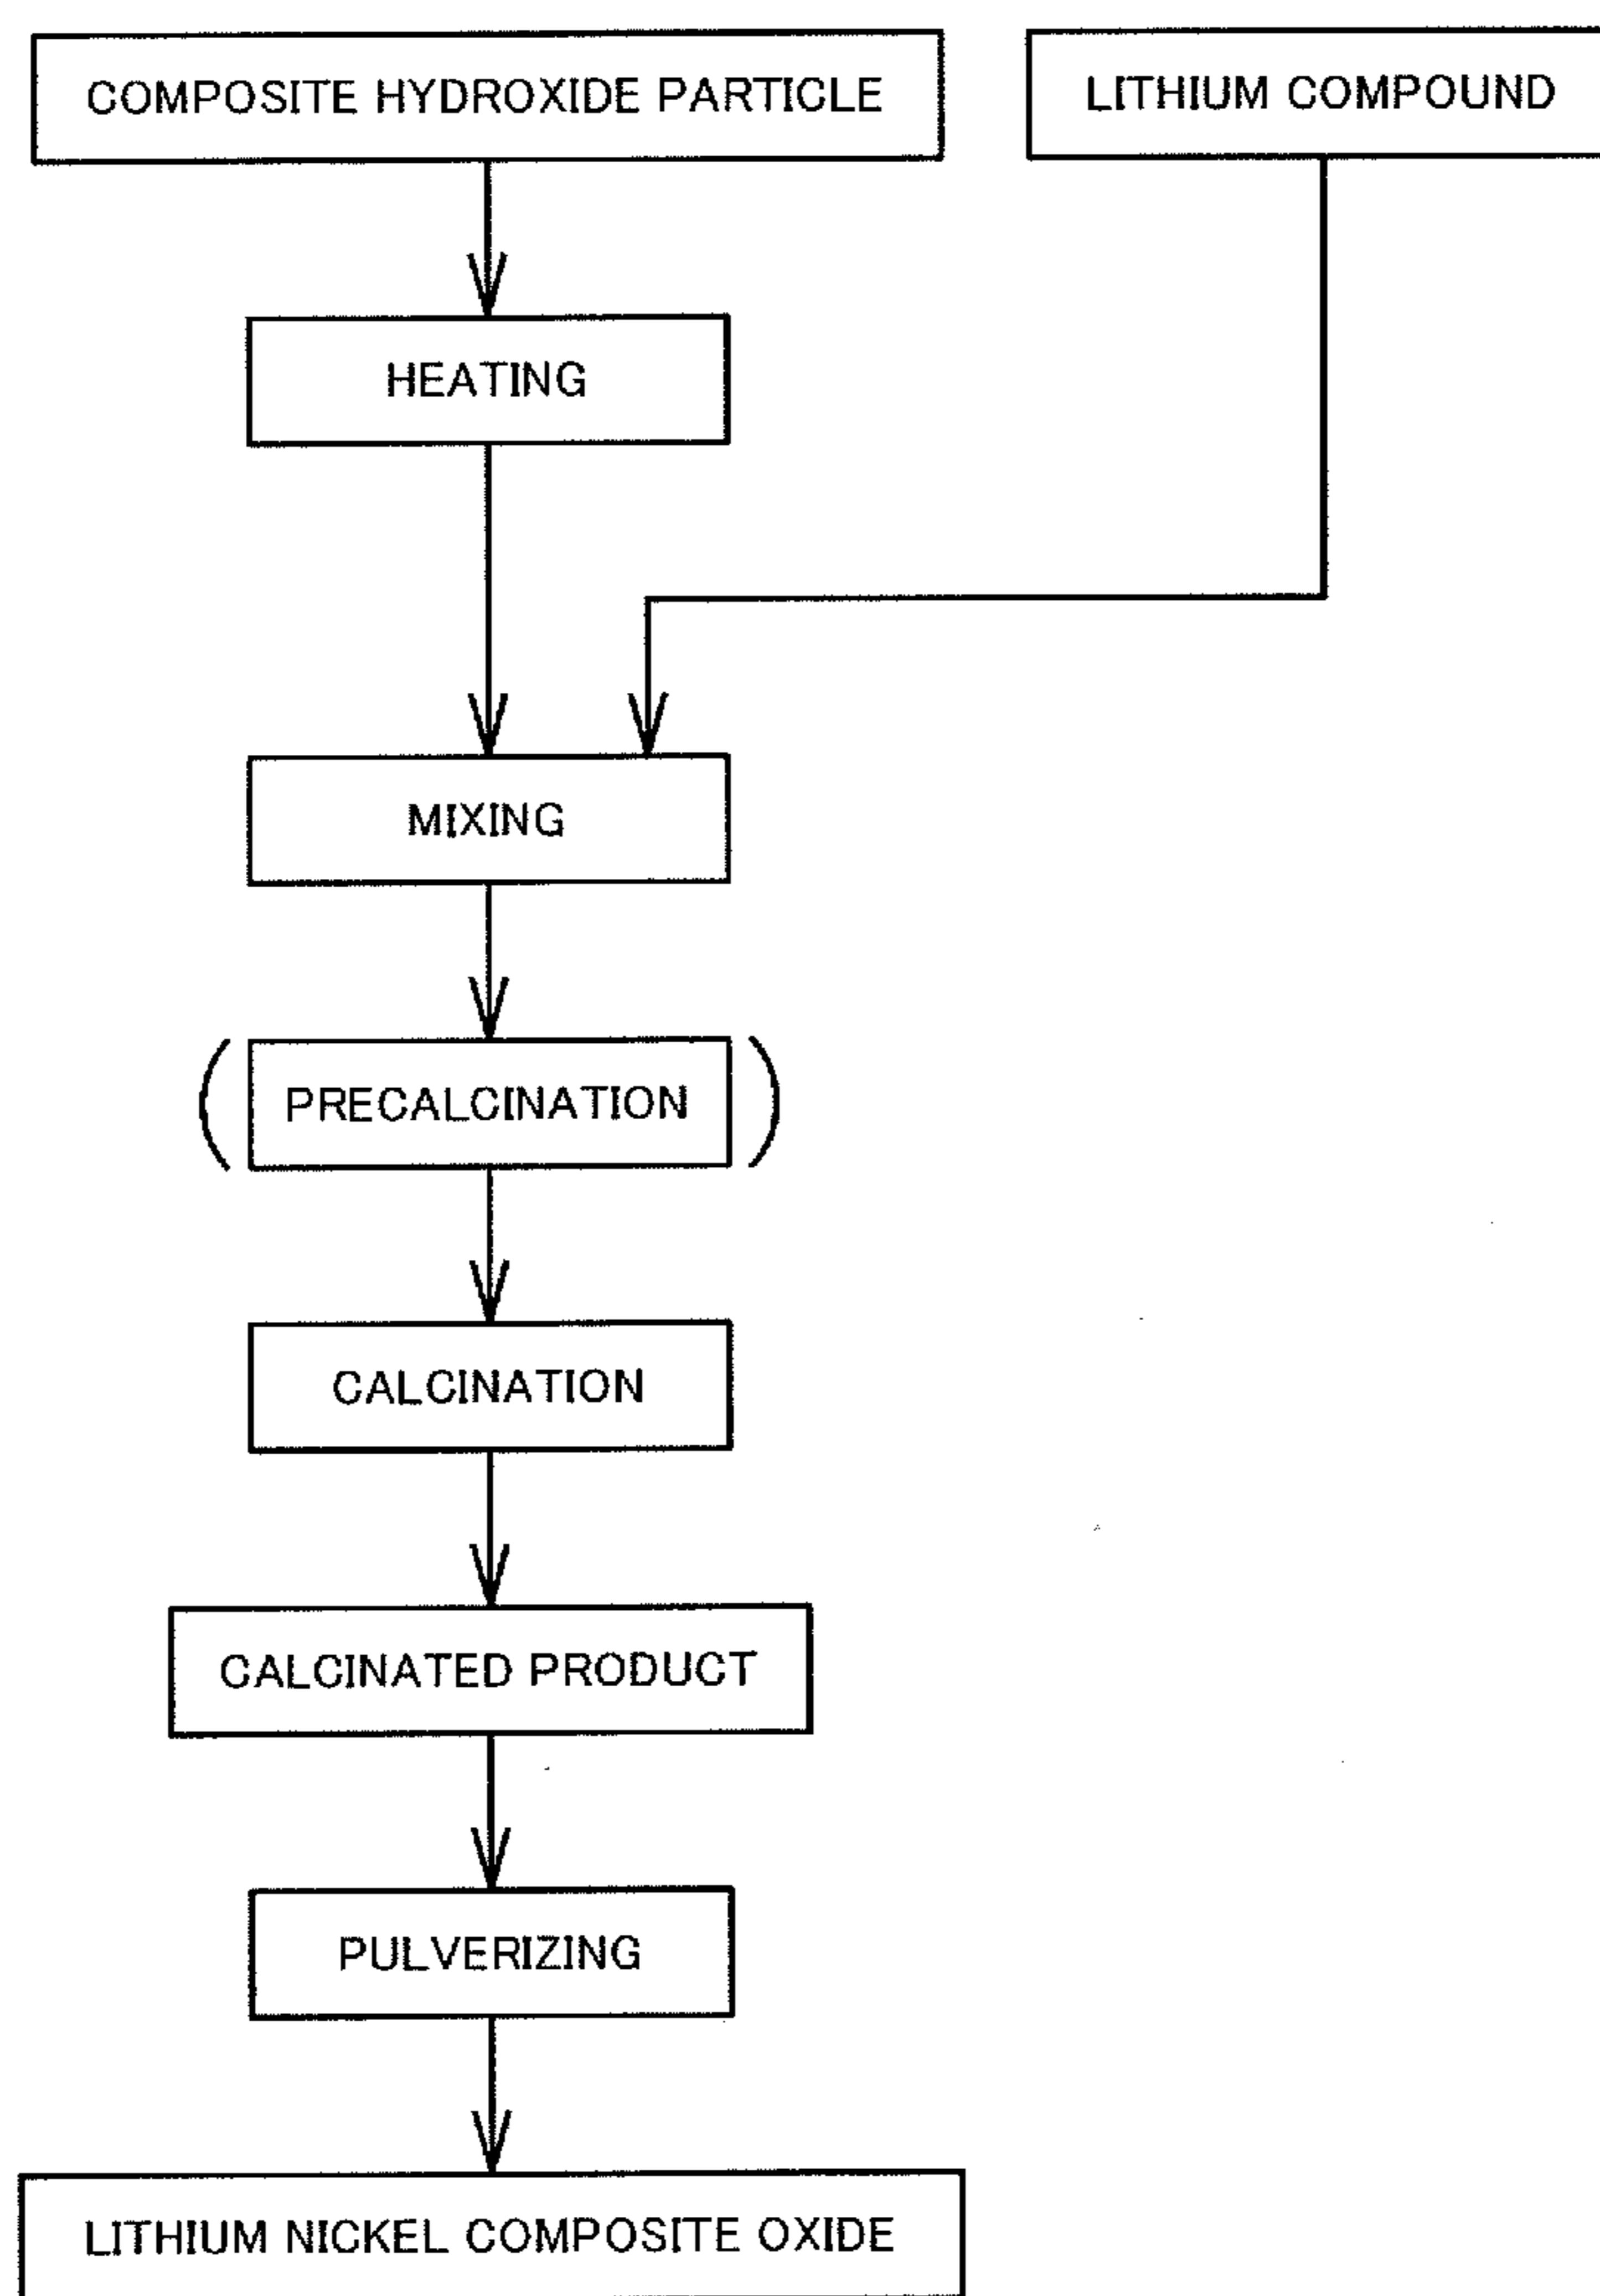 COMPOSITE HYDROXIDE PARTICLE
LITHIUM COMPOUND
HEATING
MIXING
( PRECALCINATION )
CALCINATION
CALCINATED PRODUCT
PULVERIZING
LITHIUM NICKEL COMPOSITE OXIDE